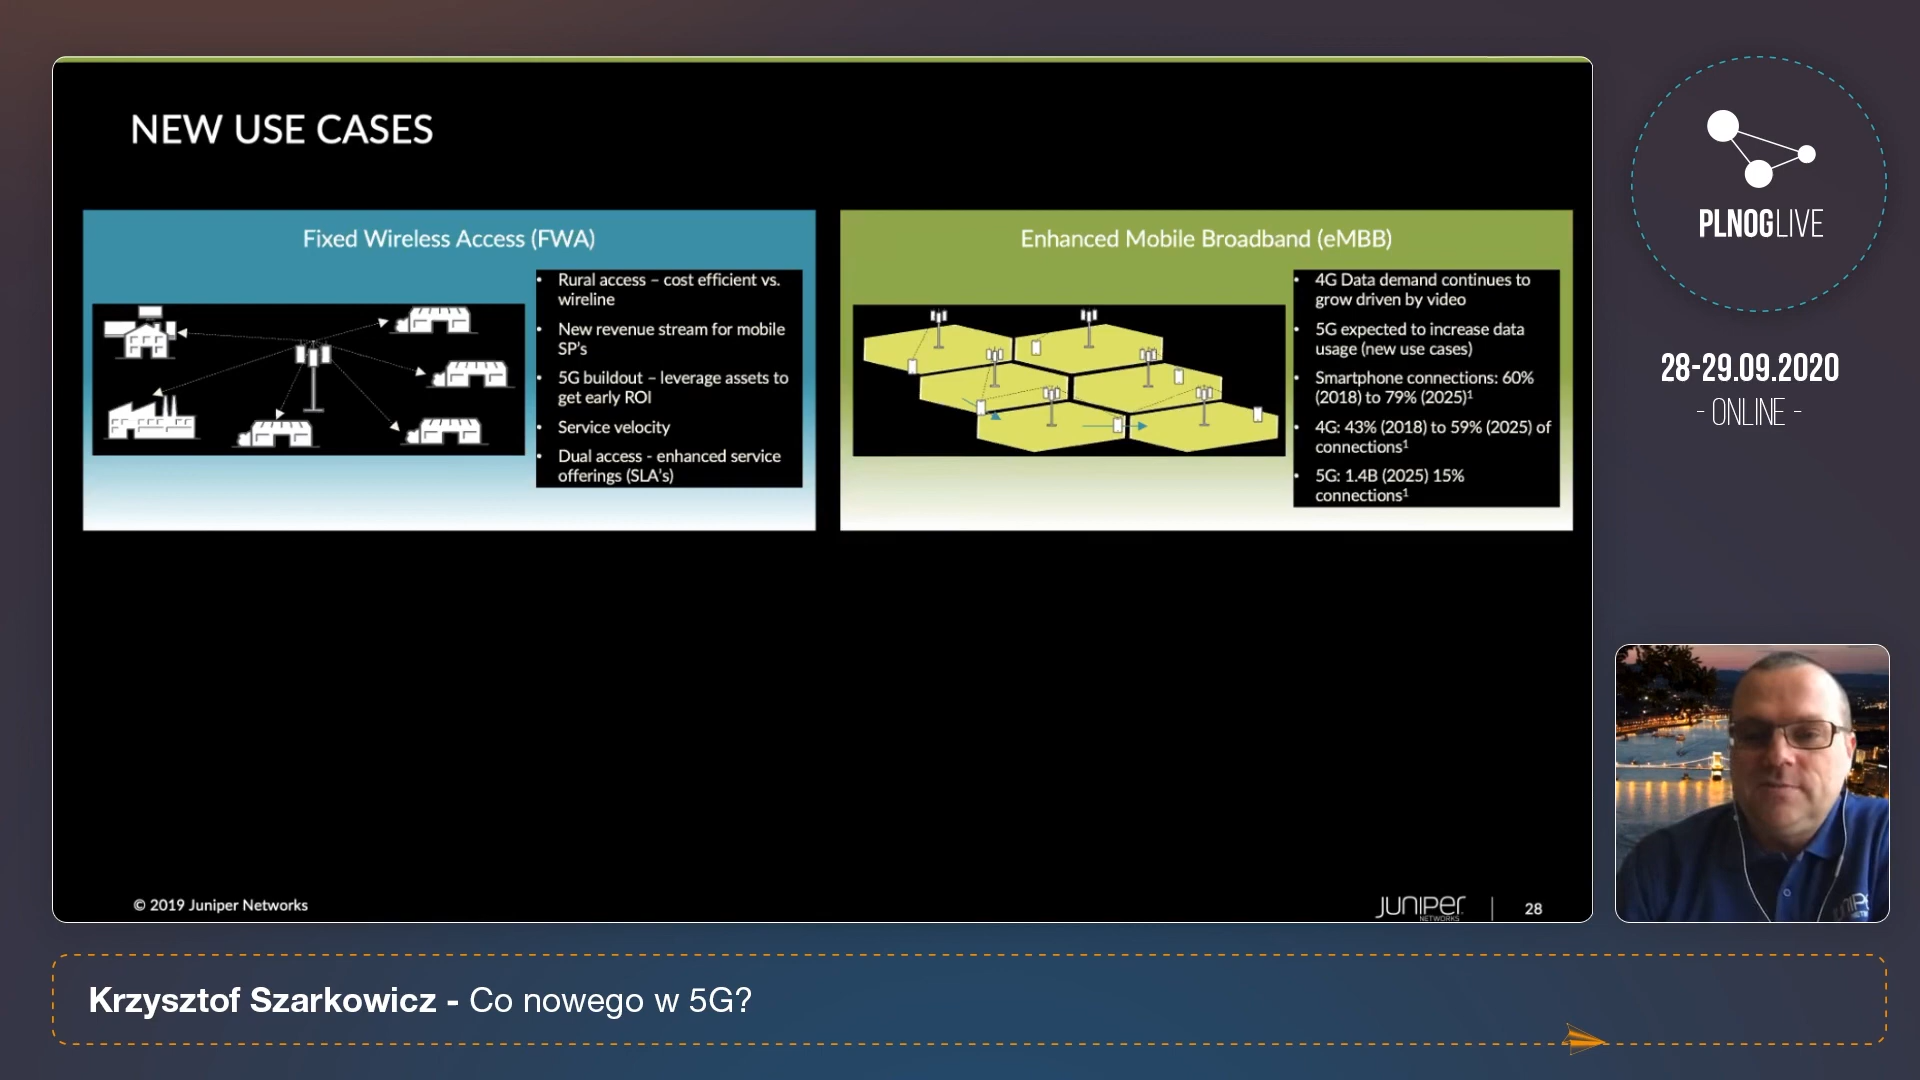 NEW USE CASES
Fixed Wireless Access (FWA)
• Rural access – cost efficient vs.
wireline
• New revenue stream for mobile
SP's
• 5G buildout – leverage assets to
get early ROI
• Service velocity
• Dual access - enhanced service
offerings (SLA's)
Enhanced Mobile Broadband (eMBB)
• 4G Data demand continues to
grow driven by video
• 5G expected to increase data
usage (new use cases)
• Smartphone connections: 60%
(2018) to 79% (2025)¹
• 4G: 43% (2018) to 59% (2025) of
connections¹
• 5G: 1.4B (2025) 15%
connections¹
© 2019 Juniper Networks
JUNIPER
NETWORKS
28
PLNOGLIVE
28-29.09.2020
- ONLINE -
Krzysztof Szarkowicz - Co nowego w 5G?